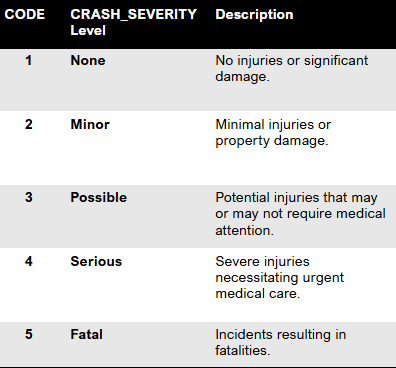 CODE CRASH_SEVERITY Level Description
1 None No injuries or significant
damage.
2 Minor Minimal injuries or
property damage.
3 Possible Potential injuries that may
or may not require medical
attention.
4 Serious Severe injuries
necessitating urgent
medical care.
5 Fatal Incidents resulting in
fatalities.